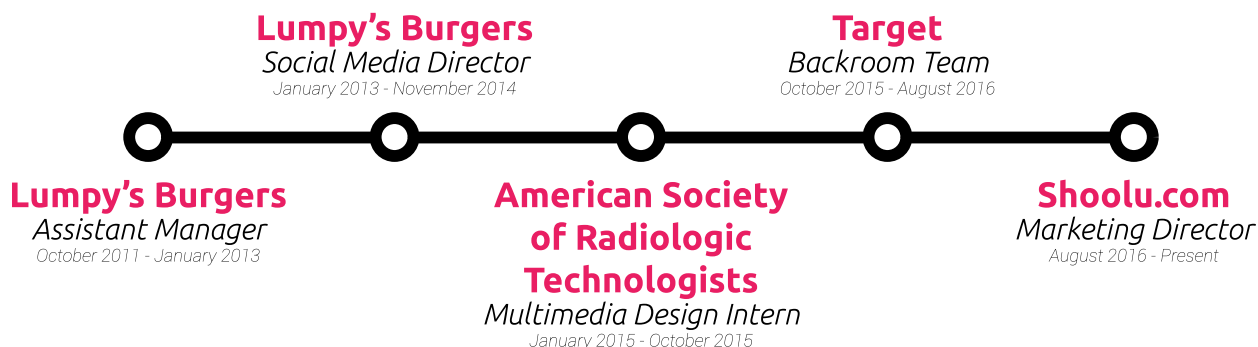 Lumpy’s Burgers
Assistant Manager
October 2011 - January 2013
Lumpy’s Burgers
Social Media Director
January 2013 - November 2014
American Society
of Radiologic
Technologists
Multimedia Design Intern
January 2015 - October 2015
Target
Backroom Team
October 2015 - August 2016
Shoolu.com
Marketing Director
August 2016 - Present